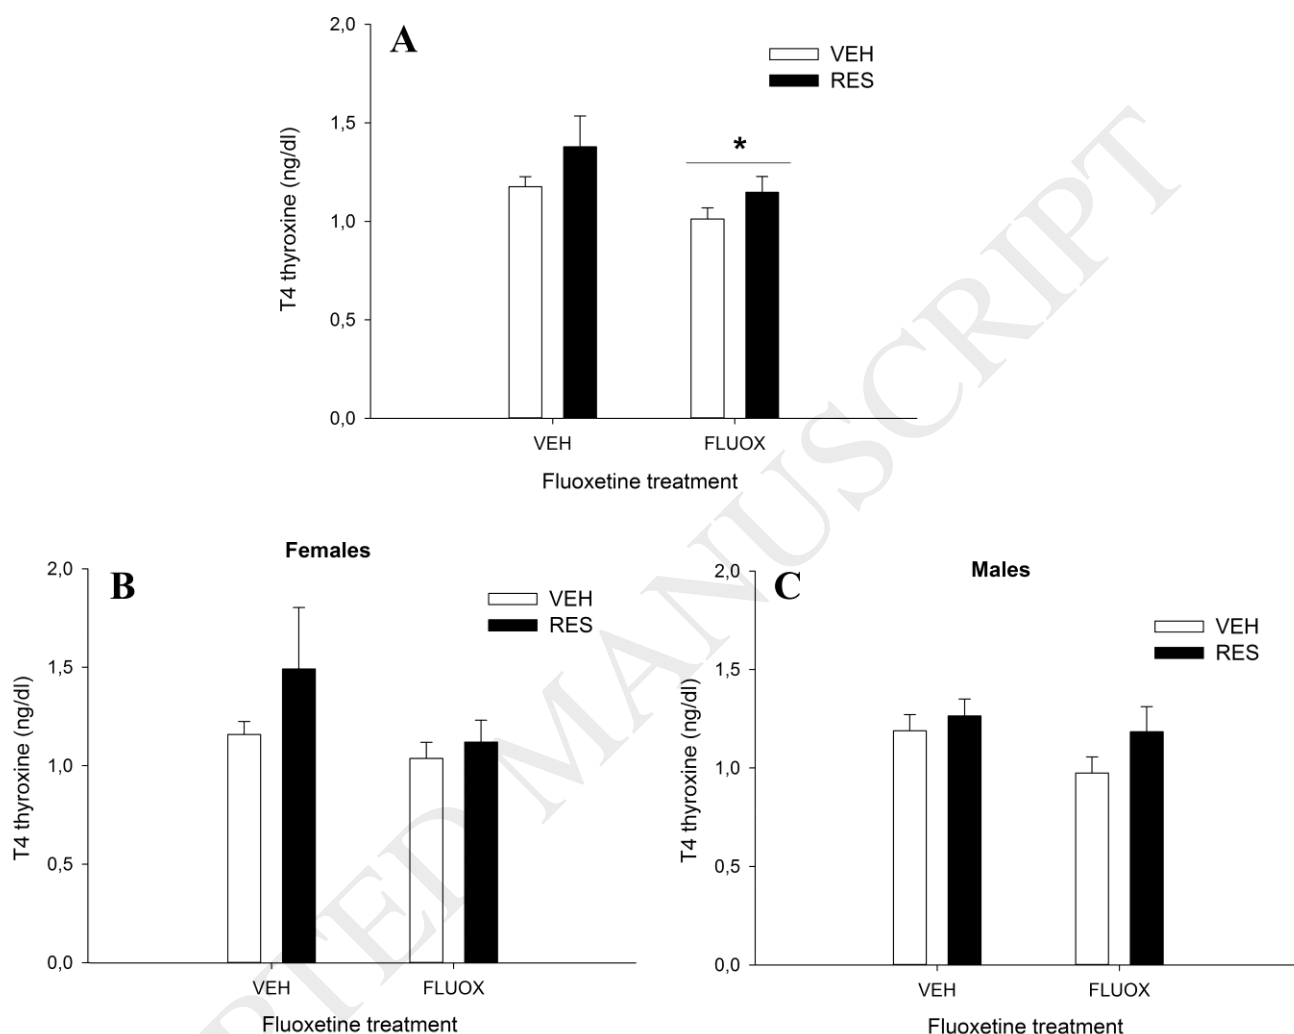 A
2,0
1,5
1,0
0,5
0,0
T4 thyroxine (ng/dl)
VEH
RES
*
VEH
FLUOX
Fluoxetine treatment
Females
B
2,0
1,5
1,0
0,5
0,0
T4 thyroxine (ng/dl)
VEH
RES
VEH
FLUOX
Fluoxetine treatment
Males
C
2,0
1,5
1,0
0,5
0,0
T4 thyroxine (ng/dl)
VEH
RES
VEH
FLUOX
Fluoxetine treatment
RTED MANUSCRIPT